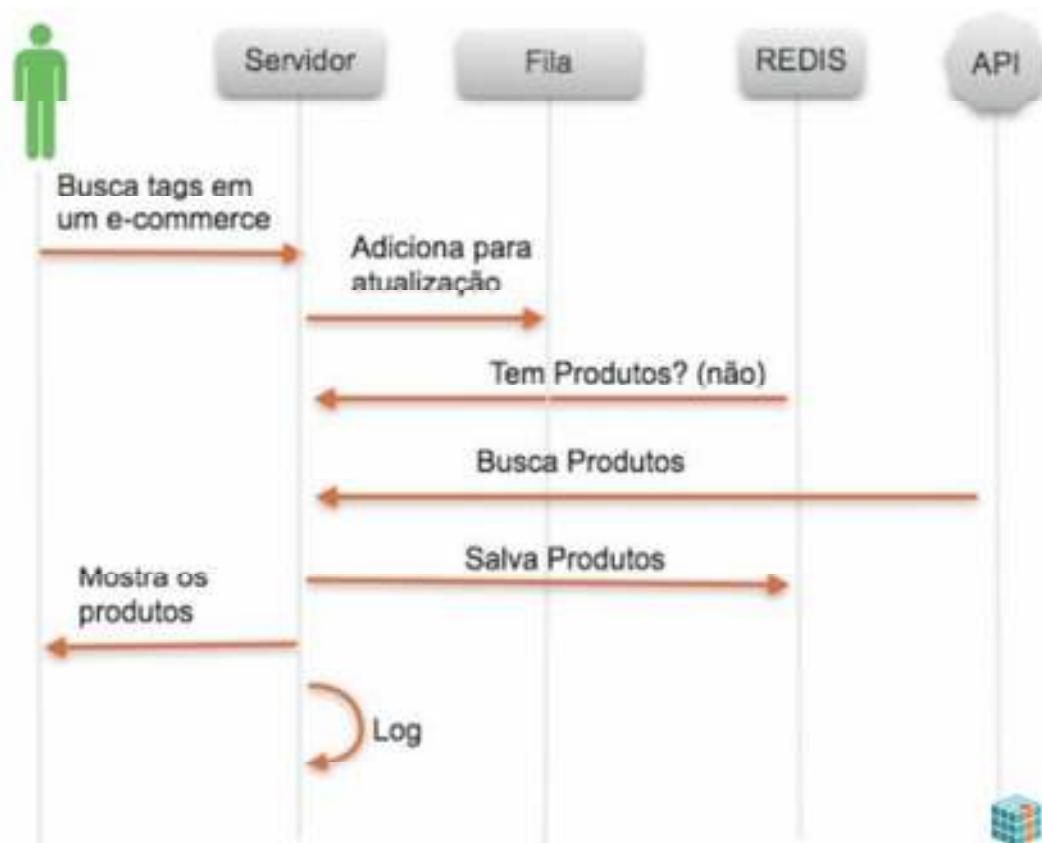 Servidor
Fila
REDIS
API
Busca tags em
um e-commerce
Adiciona para
atualização
Tem Produtos? (não)
Busca Produtos
Salva Produtos
Mostra os
produtos
Log